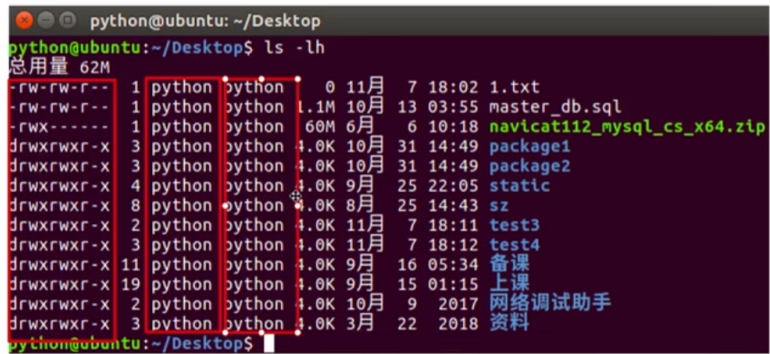 python@ubuntu: ~/Desktop
python@ubuntu:~/Desktop$ ls -lh
总用量 62M
-rw-rw-r-- 1 python python 0 11月 7 18:02 1.txt
-rw-rw-r-- 1 python python 1.1M 10月 13 03:55 master_db.sql
-rwx------ 1 python python 60M 6月 6 10:18 navicat112_mysql_cs_x64.zip
drwxrwxr-x 3 python python 4.0K 10月 31 14:49 package1
drwxrwxr-x 3 python python 4.0K 10月 31 14:49 package2
drwxrwxr-x 4 python python 4.0K 9月 25 22:05 static
drwxrwxr-x 8 python python 4.0K 8月 25 14:43 sz
drwxrwxr-x 2 python python 4.0K 11月 7 18:11 test3
drwxrwxr-x 3 python python 4.0K 11月 7 18:12 test4
drwxrwxr-x 11 python python 4.0K 9月 16 05:34 备课
drwxrwxr-x 19 python python 4.0K 9月 15 01:15 上课
drwxrwxr-x 2 python python 4.0K 10月 9 2017 网络调试助手
drwxrwxr-x 3 python python 4.0K 3月 22 2018 资料
python@ubuntu:~/Desktop$